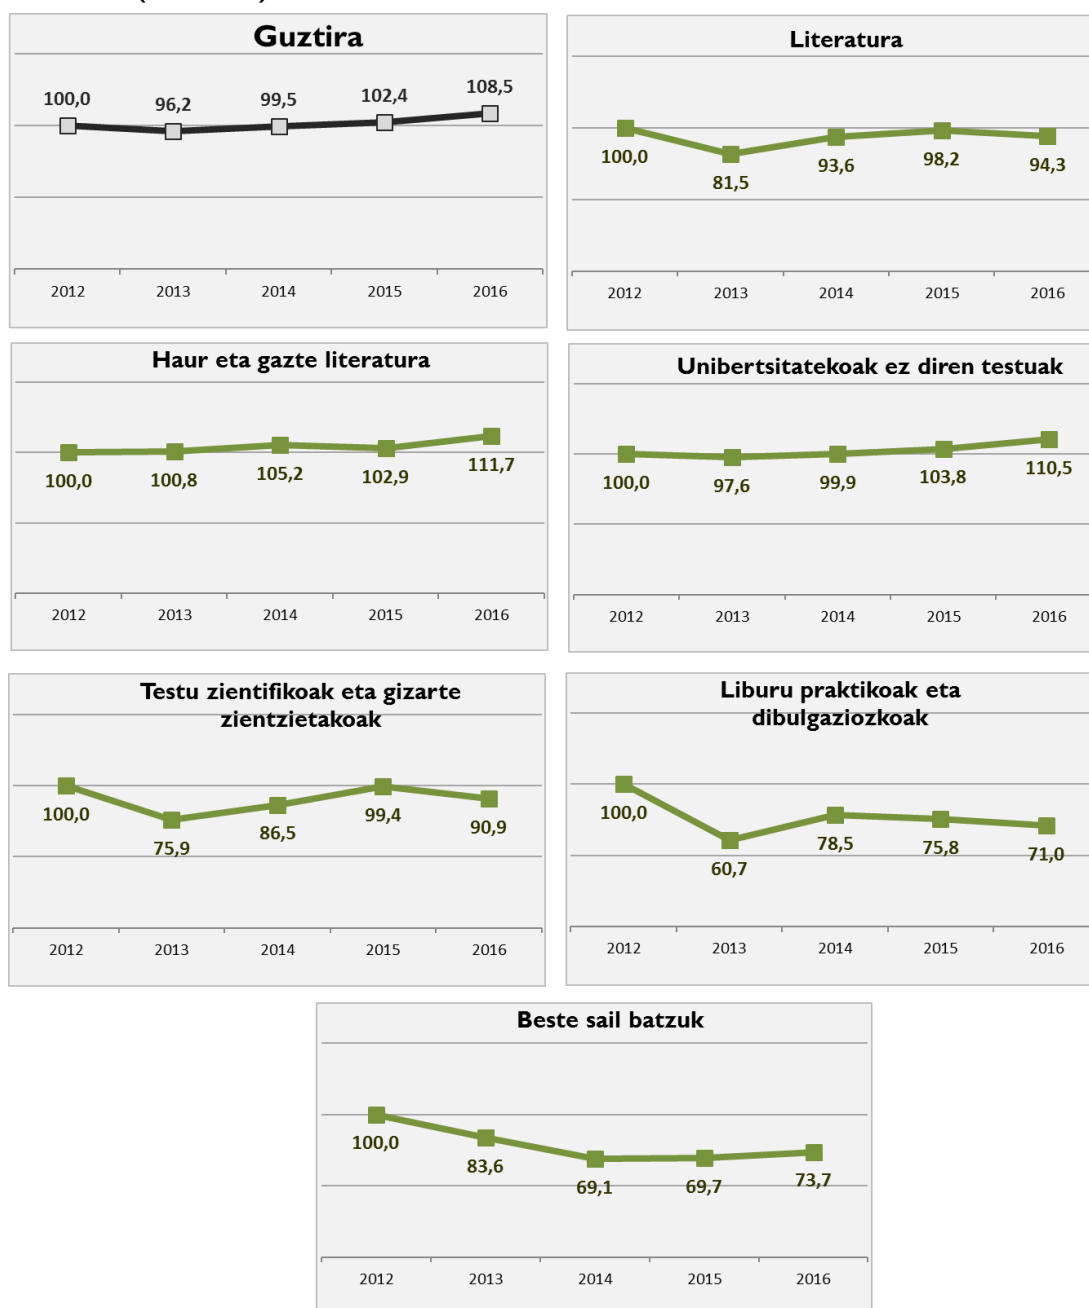 Guztira
100,0
96,2
99,5
102,4
108,5
2012 2013 2014 2015 2016
Literatura
100,0
81,5
93,6
98,2
94,3
2012 2013 2014 2015 2016
Haur eta gazte literatura
100,0
100,8
105,2
102,9
111,7
2012 2013 2014 2015 2016
Unibertsitatekoak ez diren testuak
100,0
97,6
99,9
103,8
110,5
2012 2013 2014 2015 2016
Testu zientifikoak eta gizarte
zientzietakoak
100,0
75,9
86,5
99,4
90,9
2012 2013 2014 2015 2016
Liburu praktikoak eta
dibulgaziozkoak
100,0
60,7
78,5
75,8
71,0
2012 2013 2014 2015 2016
Beste sail batzuk
100,0
83,6
69,1
69,7
73,7
2012 2013 2014 2015 2016